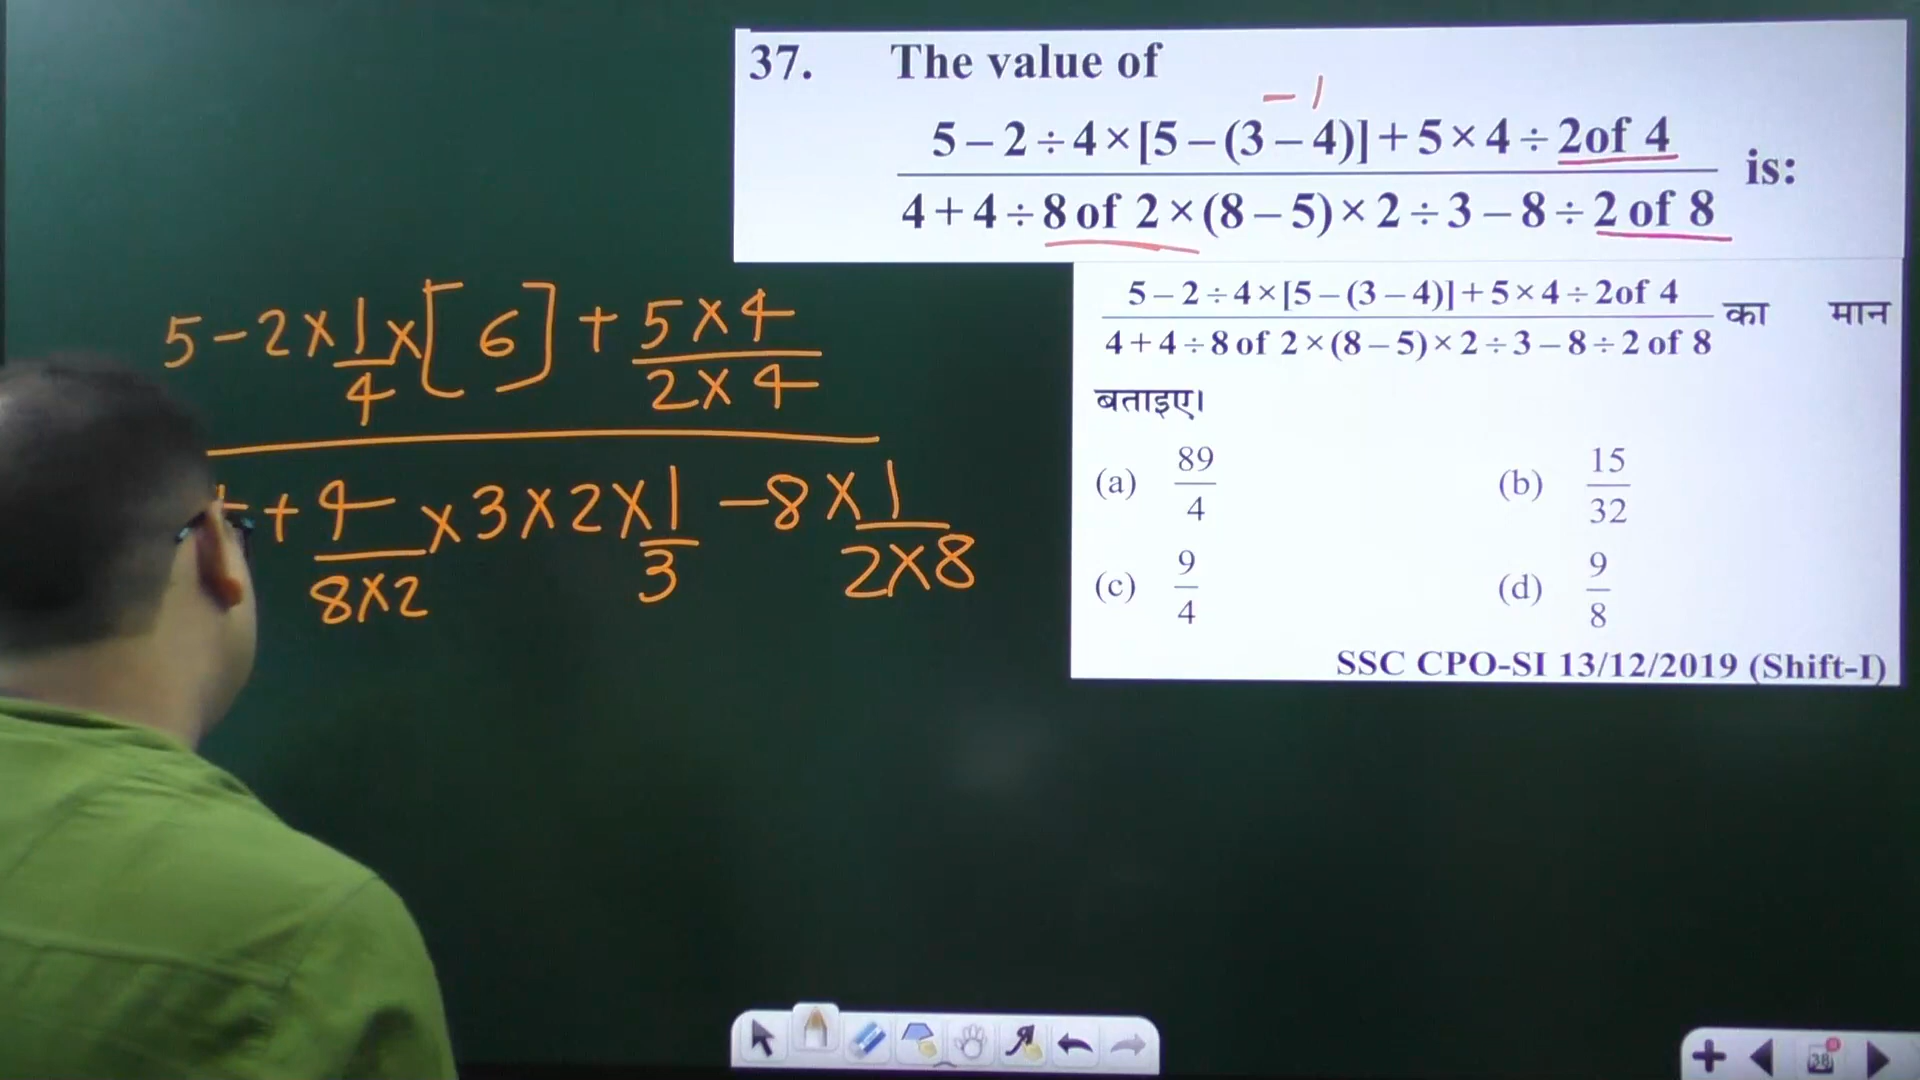 37. The value of
− 1
5 − 2 ÷ 4 × [5 − (3 − 4)] + 5 × 4 ÷ 2of 4
4 + 4 ÷ 8 of 2 × (8 − 5) × 2 ÷ 3 − 8 ÷ 2 of 8
is:
5 − 2 ÷ 4 × [5 − (3 − 4)] + 5 × 4 ÷ 2of 4
4 + 4 ÷ 8 of 2 × (8 − 5) × 2 ÷ 3 − 8 ÷ 2 of 8
का मान
बताइए।
(a) 89/4
(b) 15/32
(c) 9/4
(d) 9/8
SSC CPO-SI 13/12/2019 (Shift-I)
5 − 2 × 1/4 × [ 6 ] + 5 × 4
2 × 4
+ 4/8×2 × 3 × 2 × 1/3 − 8 × 1/2×8
38